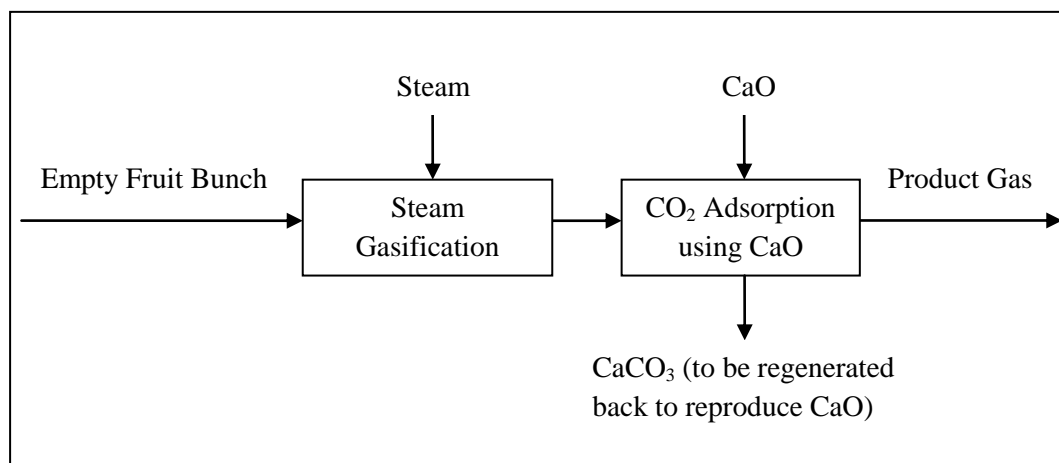 Steam
CaO
Empty Fruit Bunch
Product Gas
Steam
Gasification
CO₂ Adsorption
using CaO
CaCO₃ (to be regenerated
back to reproduce CaO)